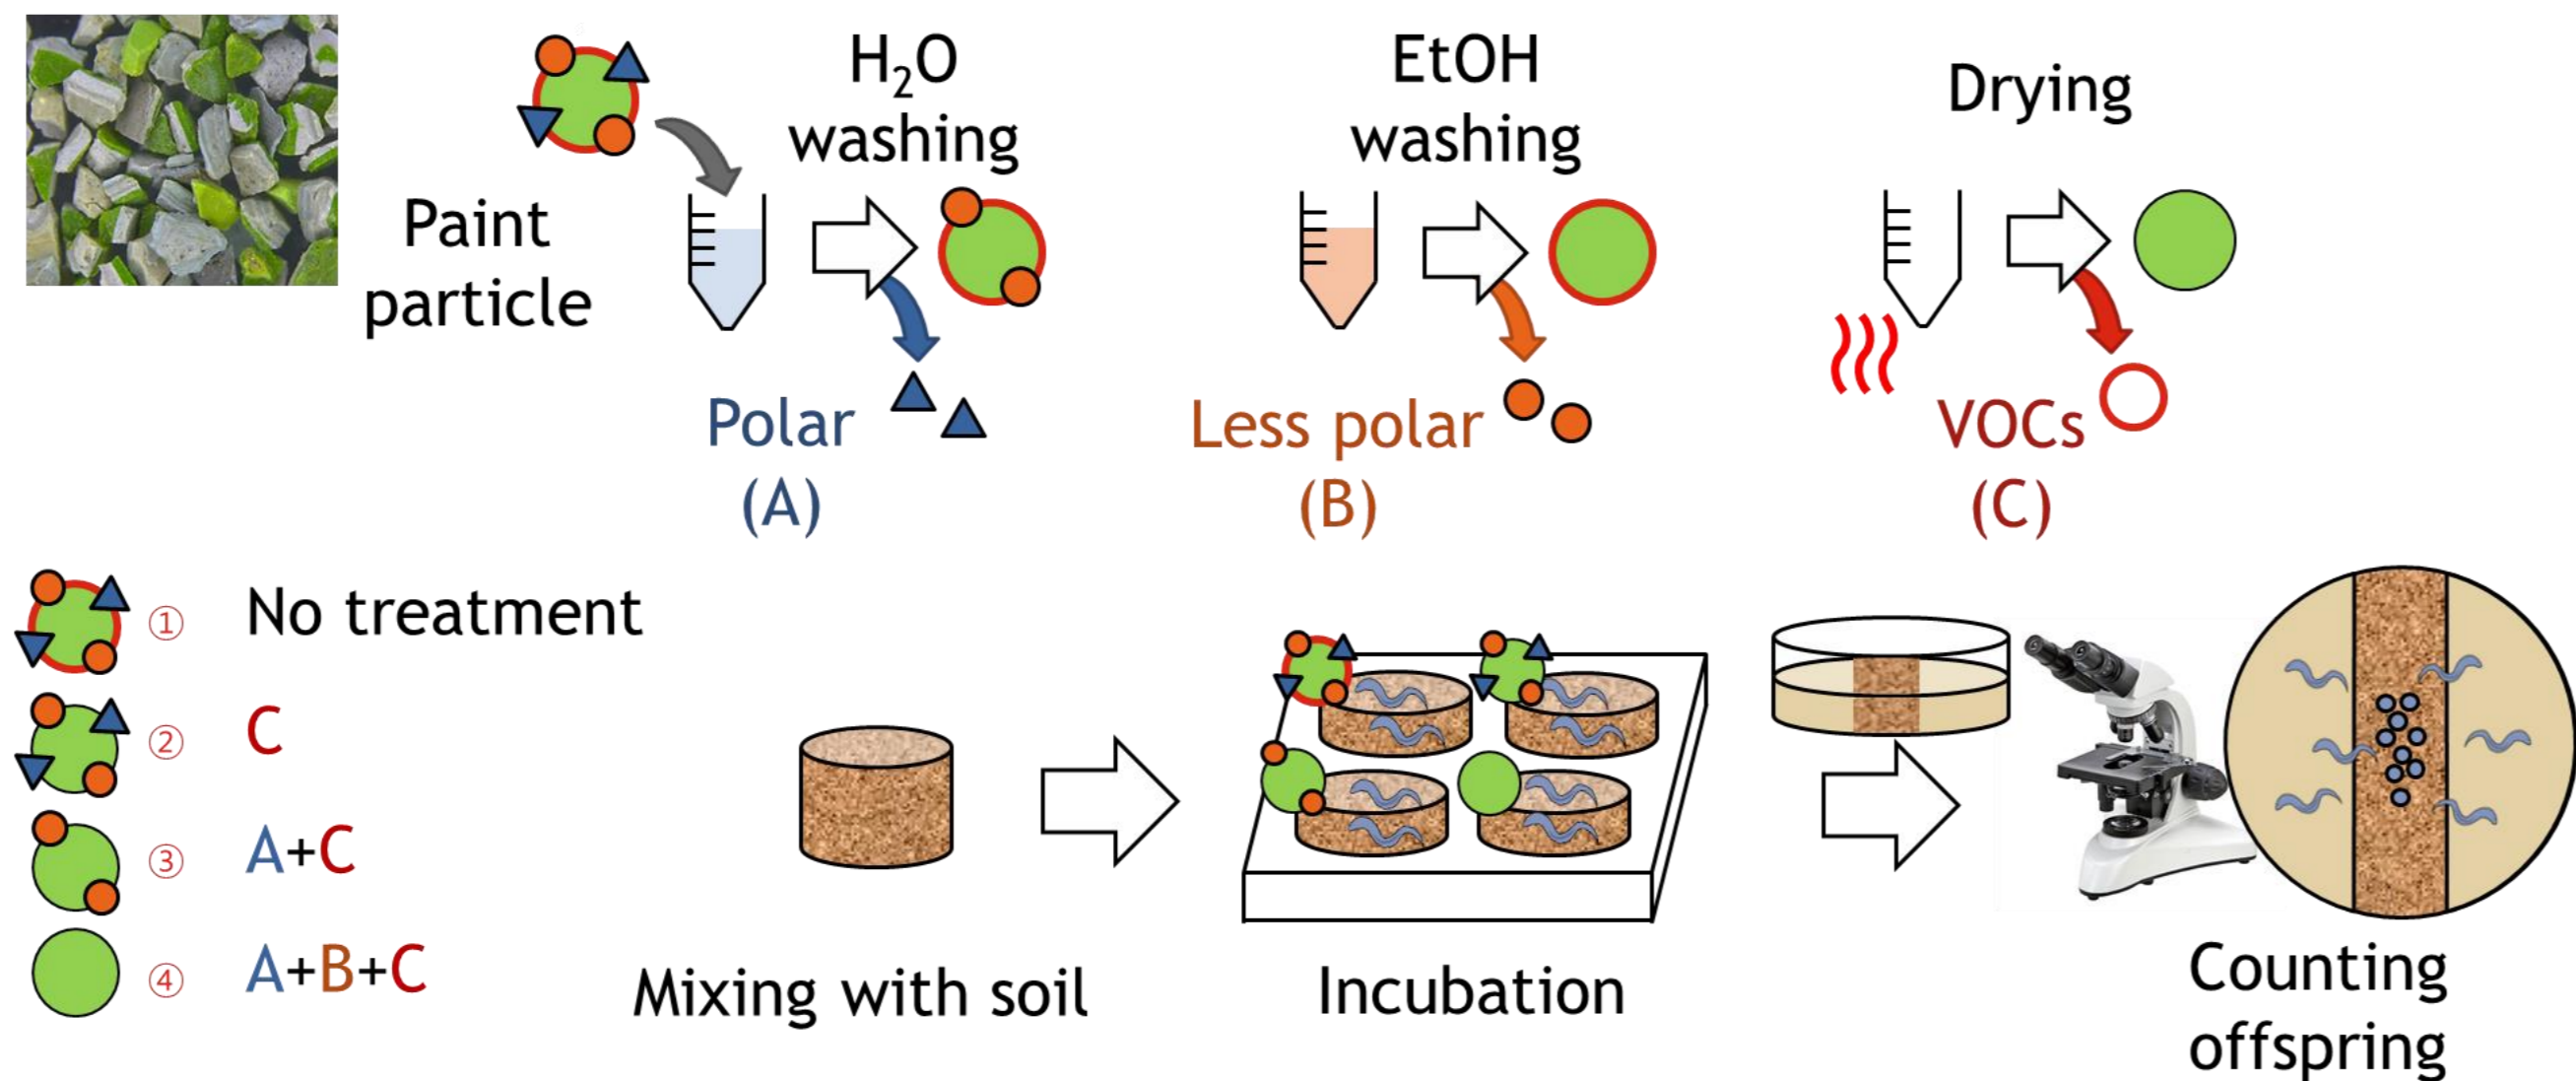 Paint
particle
H₂O
washing
Polar
(A)
EtOH
washing
Less polar
(B)
Drying
VOCs
(C)
① No treatment
② C
③ A+C
④ A+B+C
Mixing with soil
Incubation
Counting
offspring